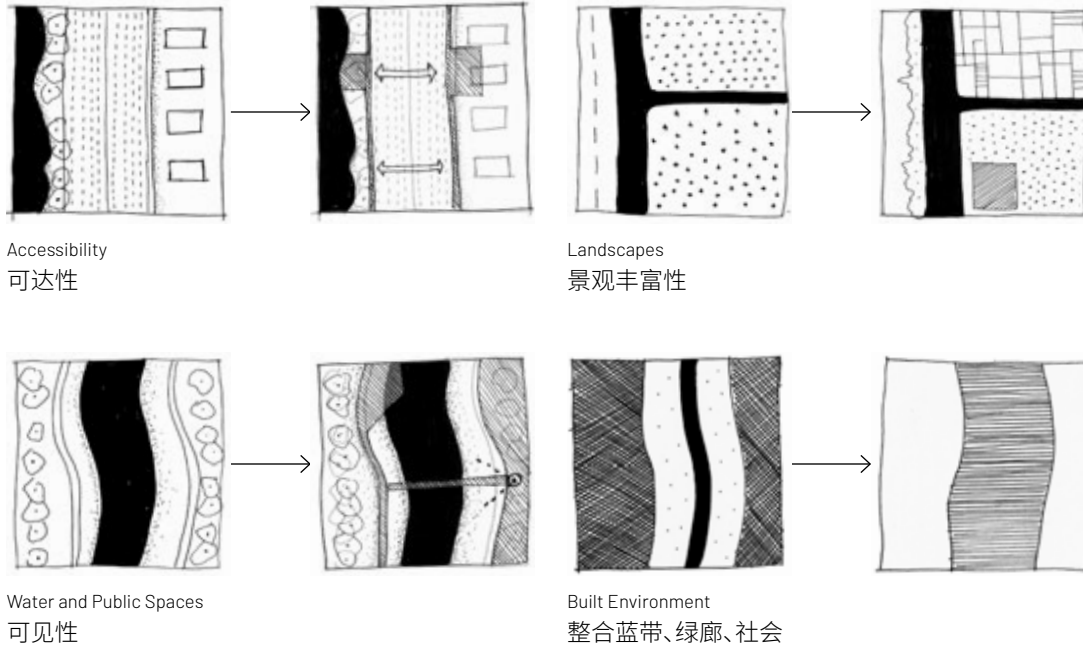 Accessibility
可达性
Landscapes
景观丰富性
Water and Public Spaces
可见性
Built Environment
整合蓝带、绿廊、社会